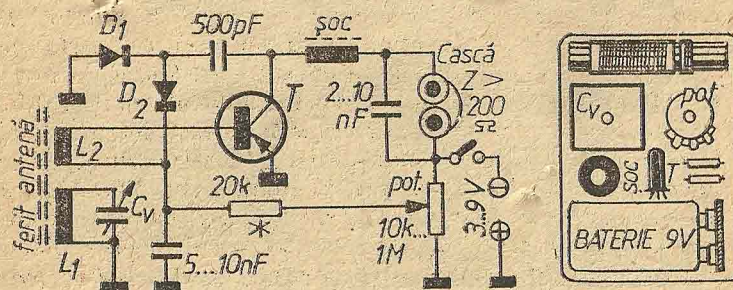 D1
500pF
şoc
Cască
Z >
200
Ω
D2
T
2...10
nF
L2
20k
pot.
*
10k...
1M
3...9V
ferit antenă
Cv
L1
5...10nF
Cv
pot
şoc
T
BATERIE 9V